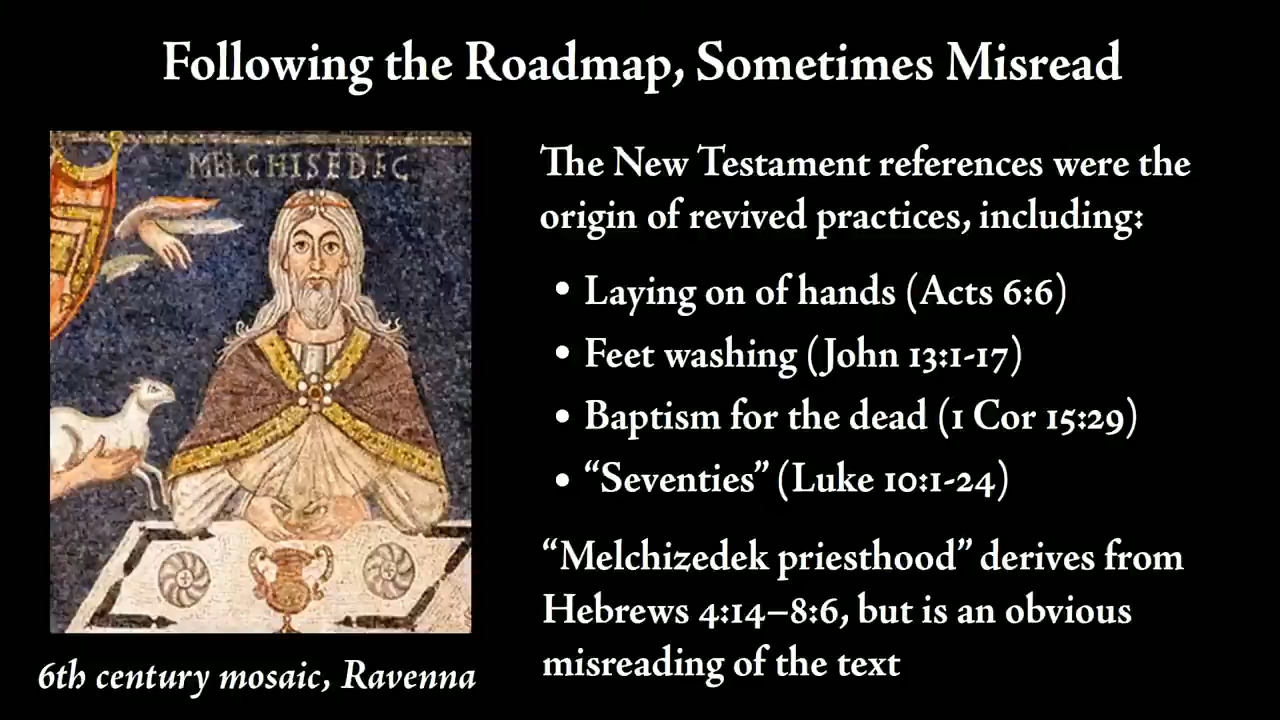 Following the Roadmap, Sometimes Misread
MELCHISEDEC
6th century mosaic, Ravenna
The New Testament references were the
origin of revived practices, including:
• Laying on of hands (Acts 6:6)
• Feet washing (John 13:1-17)
• Baptism for the dead (1 Cor 15:29)
• “Seventies” (Luke 10:1-24)
“Melchizedek priesthood” derives from
Hebrews 4:14–8:6, but is an obvious
misreading of the text